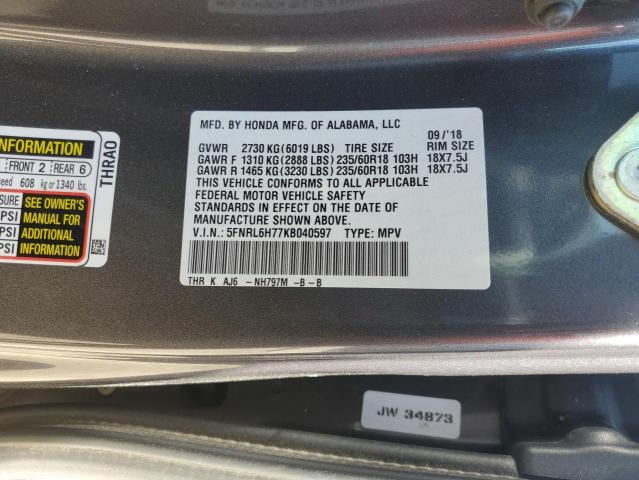 MFD. BY HONDA MFG. OF ALABAMA, LLC 09/'18
GVWR 2730 KG (6019 LBS) TIRE SIZE RIM SIZE
GAWR F 1310 KG (2888 LBS) 235/60R18 103H 18X7.5J
GAWR R 1465 KG (3230 LBS) 235/60R18 103H 18X7.5J
THIS VEHICLE CONFORMS TO ALL APPLICABLE
FEDERAL MOTOR VEHICLE SAFETY
STANDARDS IN EFFECT ON THE DATE OF
MANUFACTURE SHOWN ABOVE.
V.I.N.: 5FNRL6H77KB040597 TYPE: MPV
THR K AJ6 - NH797M -B - B
INFORMATION
FRONT 2 REAR 6
608 kg or 1340 lbs.
SEE OWNER'S
PSI MANUAL FOR
PSI ADDITIONAL
PSI INFORMATION
THRAO
JW 34873